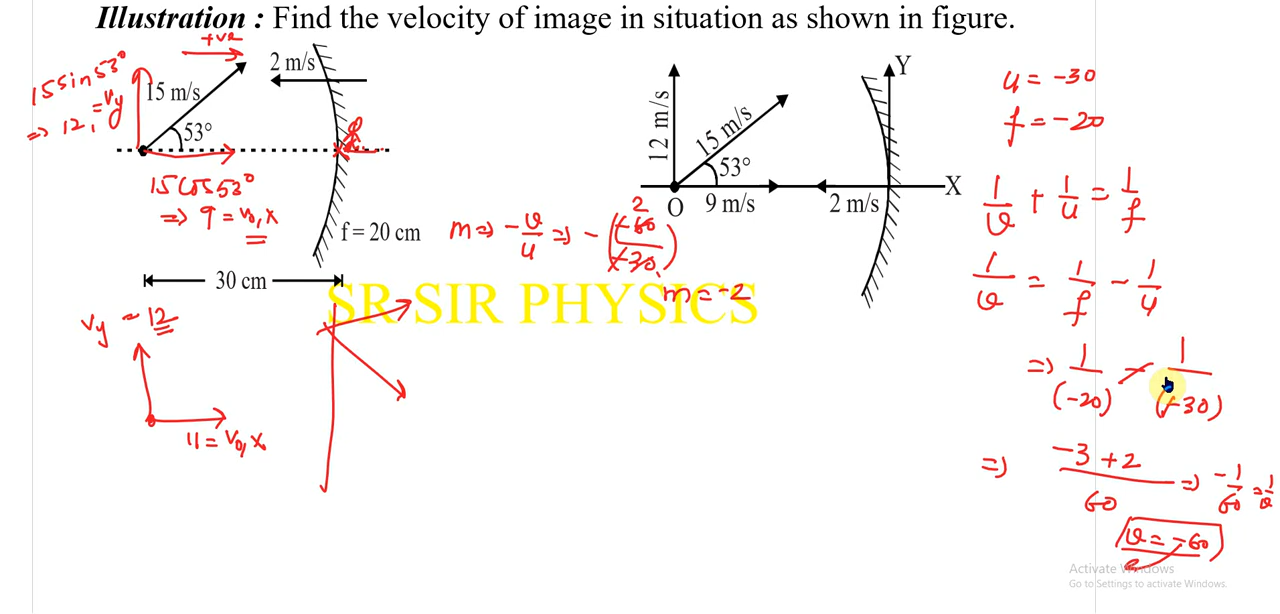 Illustration : Find the velocity of image in situation as shown in figure.
+ve
2 m/s
15 sin 53°
= vy
=> 12,
15 m/s
53°
15 cos 53°
=> 9 = v0,x
f = 20 cm
30 cm
12 m/s
15 m/s
53°
O
9 m/s
2 m/s
X
Y
m => - v/u => - (-60/-30)
2
m = -2
SR SIR PHYSICS
vy = 12
11 = v0,x
u = -30
f = -20
1/v + 1/u = 1/f
1/v = 1/f - 1/u
=> 1/(-20) - 1/(-30)
=> -3+2/60 => -1/60 = 1/v
v = -60
Activate Windows
Go to Settings to activate Windows.